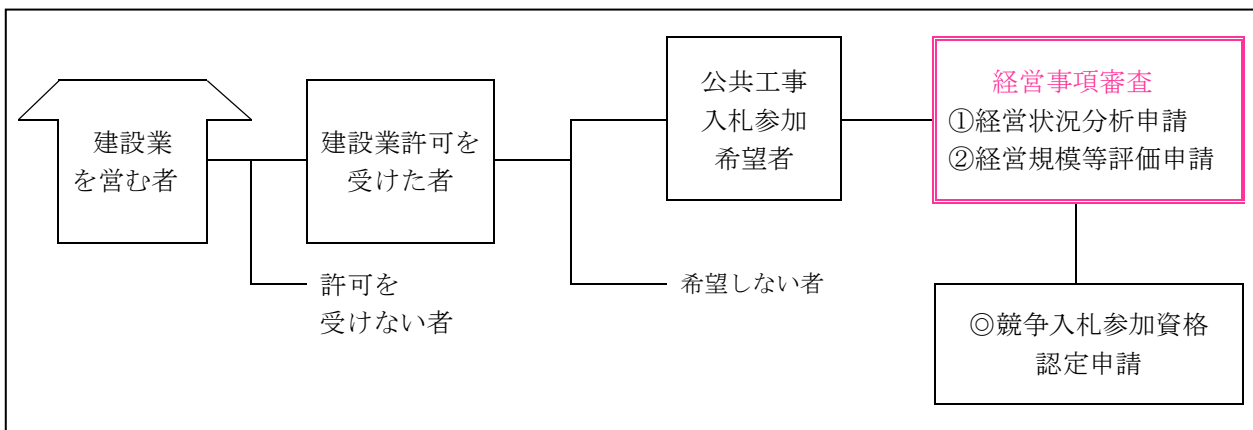 建設業
を営む者
建設業許可を
受けた者
許可を
受けない者
公共工事
入札参加
希望者
希望しない者
経営事項審査
①経営状況分析申請
②経営規模等評価申請
◎競争入札参加資格
認定申請